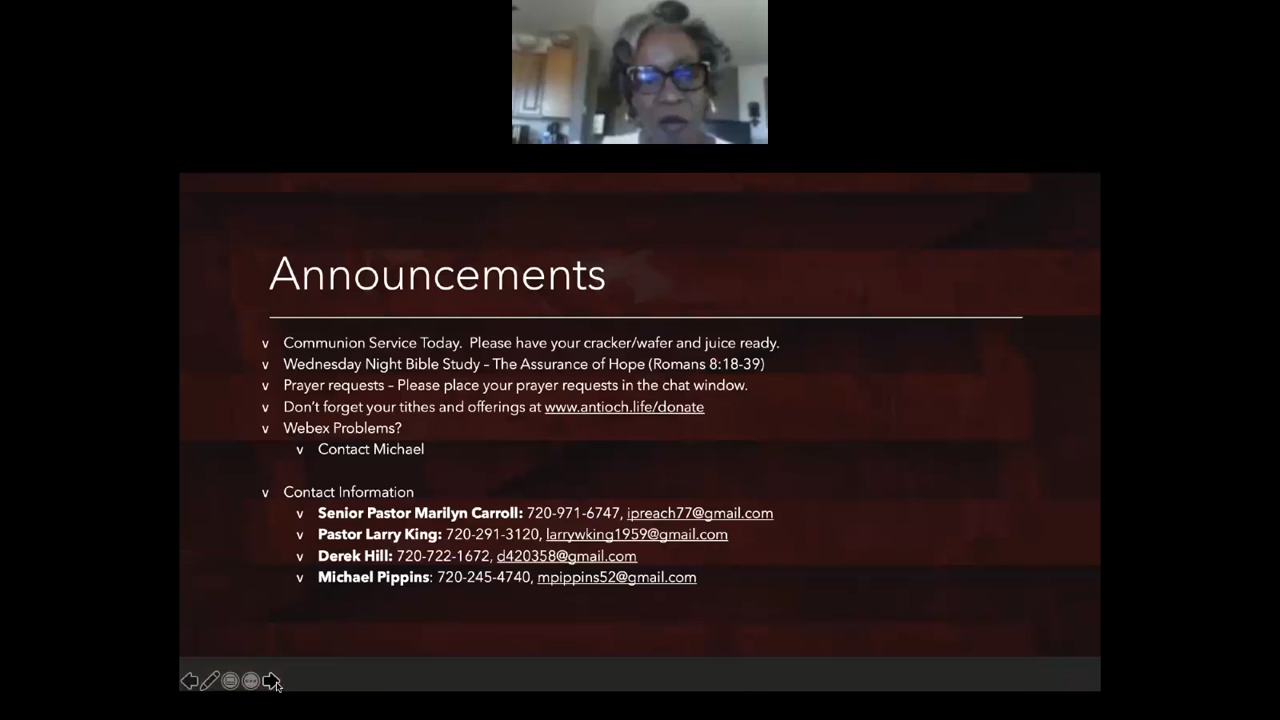 Announcements
v Communion Service Today.  Please have your cracker/wafer and juice ready.
v Wednesday Night Bible Study – The Assurance of Hope (Romans 8:18-39)
v Prayer requests – Please place your prayer requests in the chat window.
v Don't forget your tithes and offerings at www.antioch.life/donate
v Webex Problems?
v Contact Michael
v Contact Information
v Senior Pastor Marilyn Carroll: 720-971-6747, ipreach77@gmail.com
v Pastor Larry King: 720-291-3120, larrywking1959@gmail.com
v Derek Hill: 720-722-1672, d420358@gmail.com
v Michael Pippins: 720-245-4740, mpippins52@gmail.com